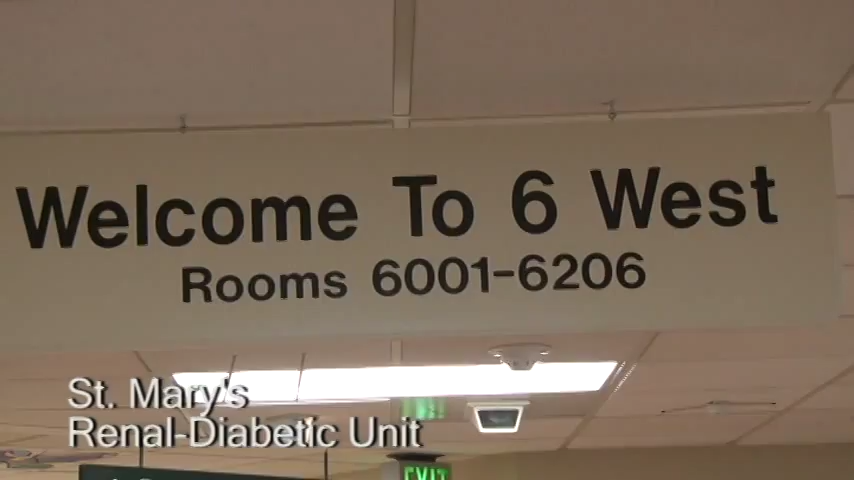 Welcome To 6 West
Rooms 6001-6206
St. Mary's
Renal-Diabetic Unit
EXIT